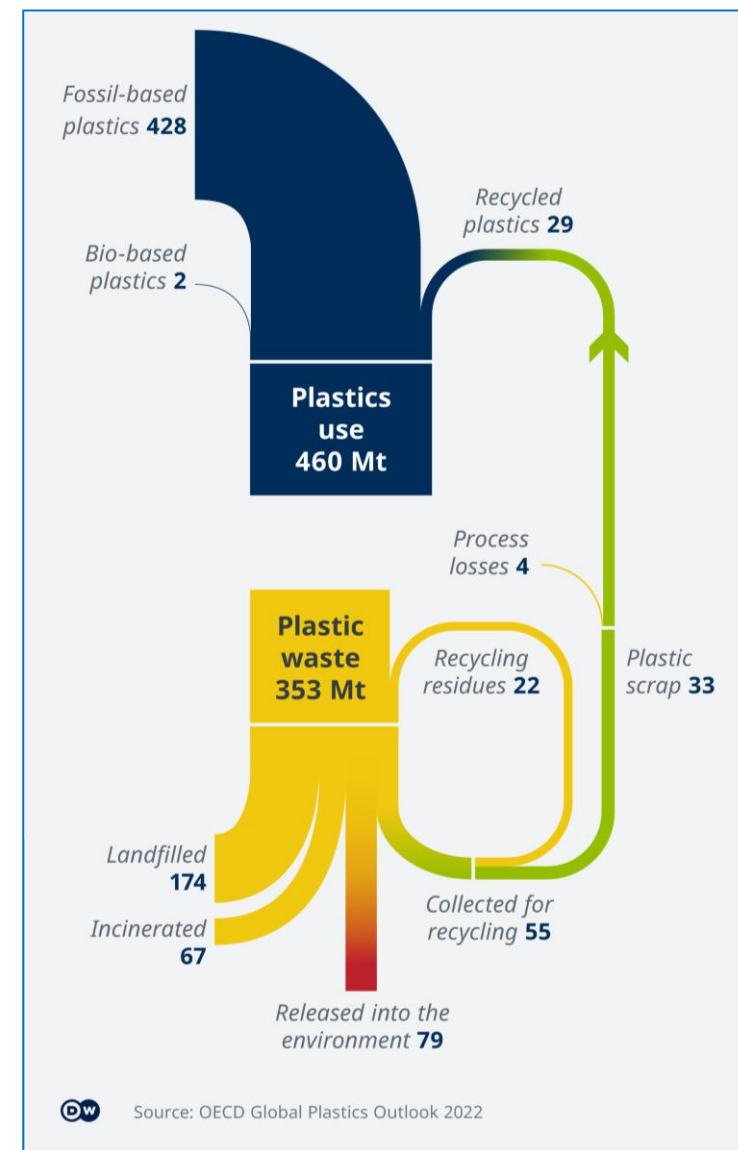 Fossil-based
plastics 428
Bio-based
plastics 2
Recycled
plastics 29
Plastics
use
460 Mt
Process
losses 4
Plastic
waste
353 Mt
Recycling
residues 22
Plastic
scrap 33
Landfilled
174
Incinerated
67
Collected for
recycling 55
Released into the
environment 79
DW Source: OECD Global Plastics Outlook 2022